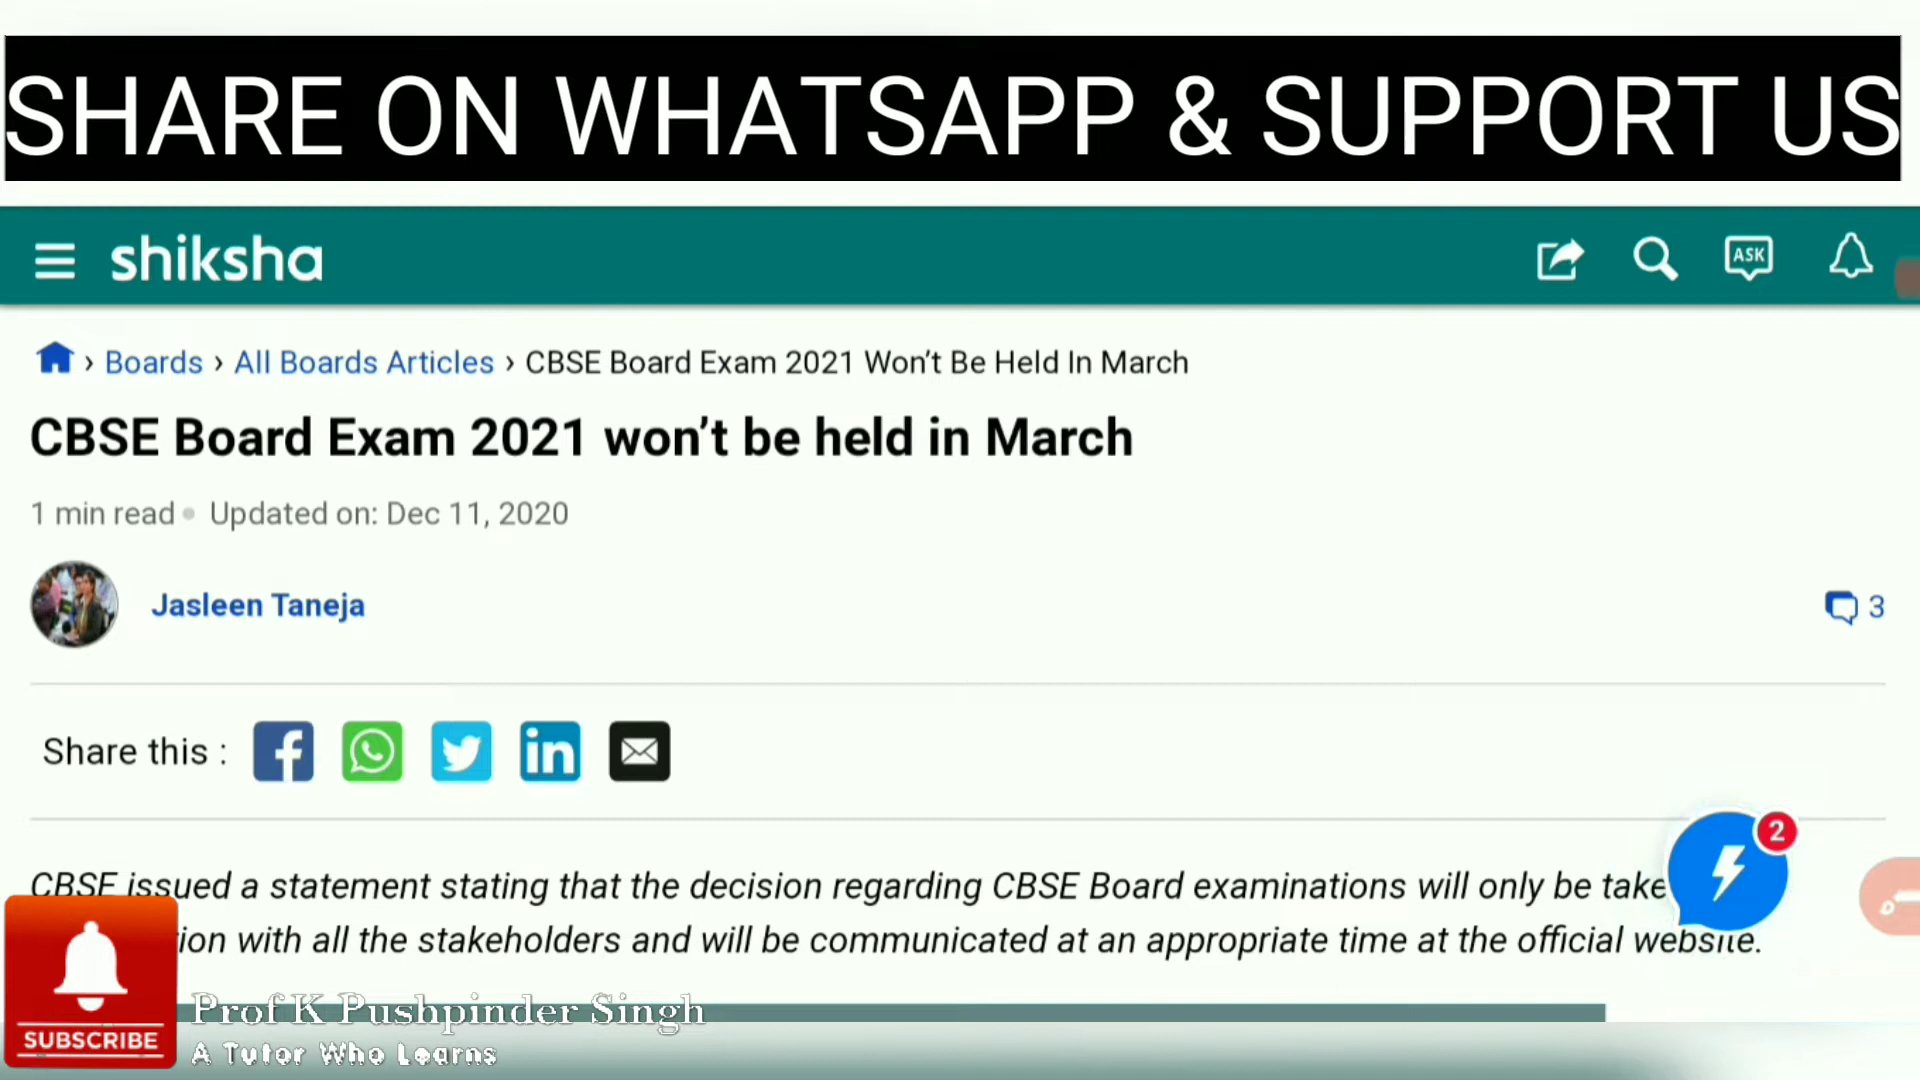 SHARE ON WHATSAPP & SUPPORT US
shiksha
ASK
› Boards › All Boards Articles › CBSE Board Exam 2021 Won't Be Held In March
CBSE Board Exam 2021 won't be held in March
1 min read • Updated on: Dec 11, 2020
Jasleen Taneja
3
Share this :
2
CBSE issued a statement stating that the decision regarding CBSE Board examinations will only be
with all the stakeholders and will be communicated at an appropriate time at the official website.
SUBSCRIBE
Prof K Pushpinder Singh
A Tutor Who Learns